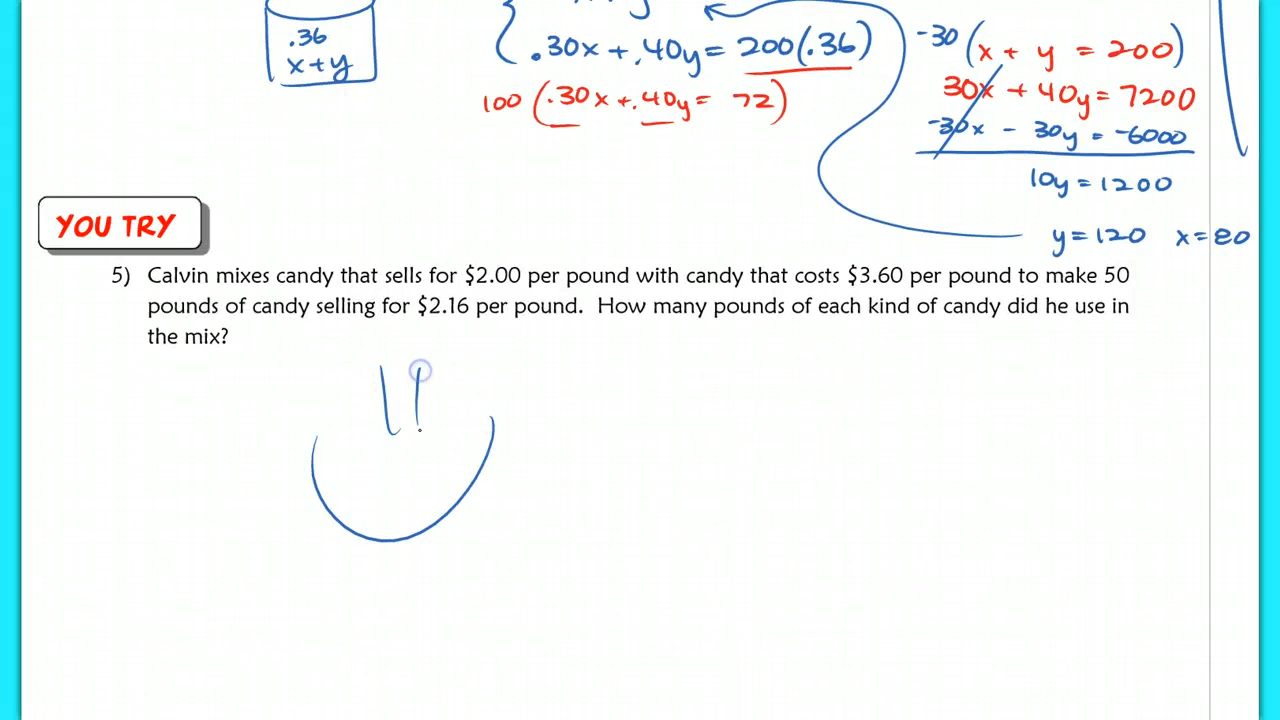 .36
x+y
.30x + .40y = 200(.36)
100 (.30x + .40y = 72)
-30 (x + y = 200)
30x + 40y = 7200
-30x - 30y = -6000
10y = 1200
y = 120 x = 80
YOU TRY
5) Calvin mixes candy that sells for $2.00 per pound with candy that costs $3.60 per pound to make 50
pounds of candy selling for $2.16 per pound. How many pounds of each kind of candy did he use in
the mix?